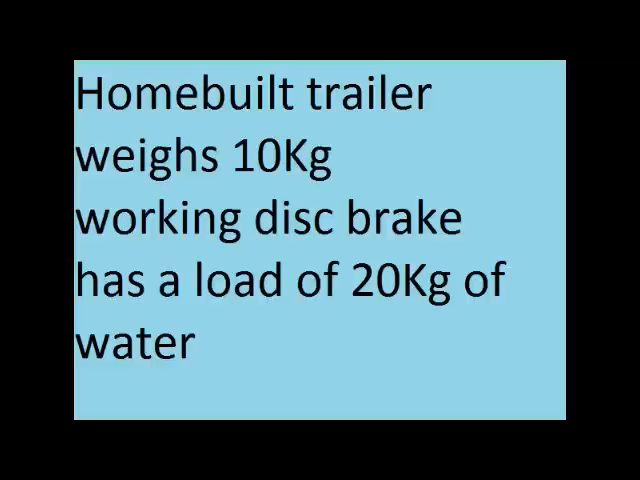 Homebuilt trailer
weighs 10Kg
working disc brake
has a load of 20Kg of
water